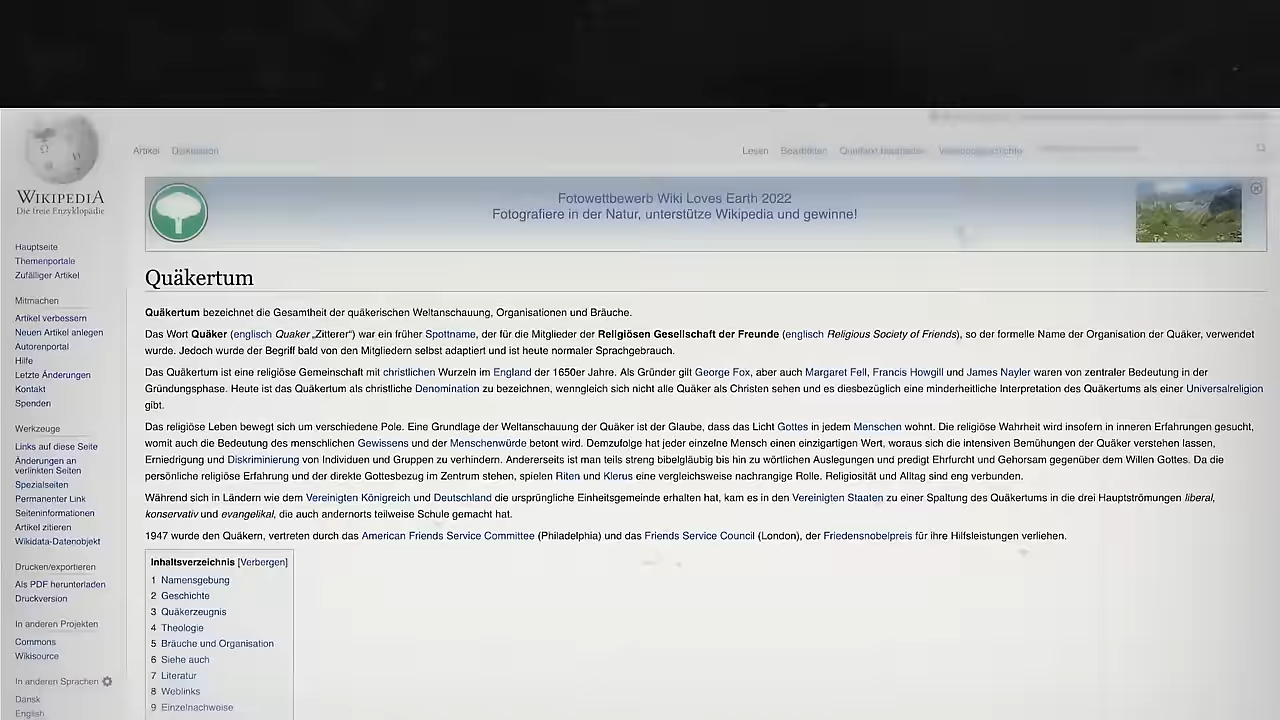 Artikel Diskussion Lesen Bearbeiten Quelltext bearbeiten Versionsgeschichte
WIKIPEDIA
Die freie Enzyklopädie
Fotowettbewerb Wiki Loves Earth 2022
Fotografiere in der Natur, unterstütze Wikipedia und gewinne!
Hauptseite
Themenportale
Zufälliger Artikel
Mitmachen
Artikel verbessern
Neuen Artikel anlegen
Autorenportal
Hilfe
Letzte Änderungen
Kontakt
Spenden
Werkzeuge
Links auf diese Seite
Änderungen an
verlinkten Seiten
Spezialseiten
Permanenter Link
Seiteninformationen
Artikel zitieren
Wikidata-Datenobjekt
Drucken/exportieren
Als PDF herunterladen
Druckversion
In anderen Projekten
Commons
Wikisource
In anderen Sprachen
Dansk
English
Quäkertum
Quäkertum bezeichnet die Gesamtheit der quäkerischen Weltanschauung, Organisationen und Bräuche.
Das Wort Quäker (englisch Quaker „Zitterer“) war ein früher Spottname, der für die Mitglieder der Religiösen Gesellschaft der Freunde (englisch Religious Society of Friends), so der formelle Name der Organisation der Quäker, verwendet
wurde. Jedoch wurde der Begriff bald von den Mitgliedern selbst adaptiert und ist heute normaler Sprachgebrauch.
Das Quäkertum ist eine religiöse Gemeinschaft mit christlichen Wurzeln im England der 1650er Jahre. Als Gründer gilt George Fox, aber auch Margaret Fell, Francis Howgill und James Nayler waren von zentraler Bedeutung in der
Gründungsphase. Heute ist das Quäkertum als christliche Denomination zu bezeichnen, wenngleich sich nicht alle Quäker als Christen sehen und es diesbezüglich eine minderheitliche Interpretation des Quäkertums als einer Universalreligion
gibt.
Das religiöse Leben bewegt sich um verschiedene Pole. Eine Grundlage der Weltanschauung der Quäker ist der Glaube, dass das Licht Gottes in jedem Menschen wohnt. Die religiöse Wahrheit wird insofern in inneren Erfahrungen gesucht,
womit auch die Bedeutung des menschlichen Gewissens und der Menschenwürde betont wird. Demzufolge hat jeder einzelne Mensch einen einzigartigen Wert, woraus sich die intensiven Bemühungen der Quäker verstehen lassen,
Erniedrigung und Diskriminierung von Individuen und Gruppen zu verhindern. Andererseits ist man teils streng bibelgläubig bis hin zu wörtlichen Auslegungen und predigt Ehrfurcht und Gehorsam gegenüber dem Willen Gottes. Da die
persönliche religiöse Erfahrung und der direkte Gottesbezug im Zentrum stehen, spielen Riten und Klerus eine vergleichsweise nachrangige Rolle. Religiosität und Alltag sind eng verbunden.
Während sich in Ländern wie dem Vereinigten Königreich und Deutschland die ursprüngliche Einheitsgemeinde erhalten hat, kam es in den Vereinigten Staaten zu einer Spaltung des Quäkertums in die drei Hauptströmungen liberal,
konservativ und evangelikal, die auch andernorts teilweise Schule gemacht hat.
1947 wurde den Quäkern, vertreten durch das American Friends Service Committee (Philadelphia) und das Friends Service Council (London), der Friedensnobelpreis für ihre Hilfsleistungen verliehen.
Inhaltsverzeichnis [Verbergen]
1 Namensgebung
2 Geschichte
3 Quäkerzeugnis
4 Theologie
5 Bräuche und Organisation
6 Siehe auch
7 Literatur
8 Weblinks
9 Einzelnachweise